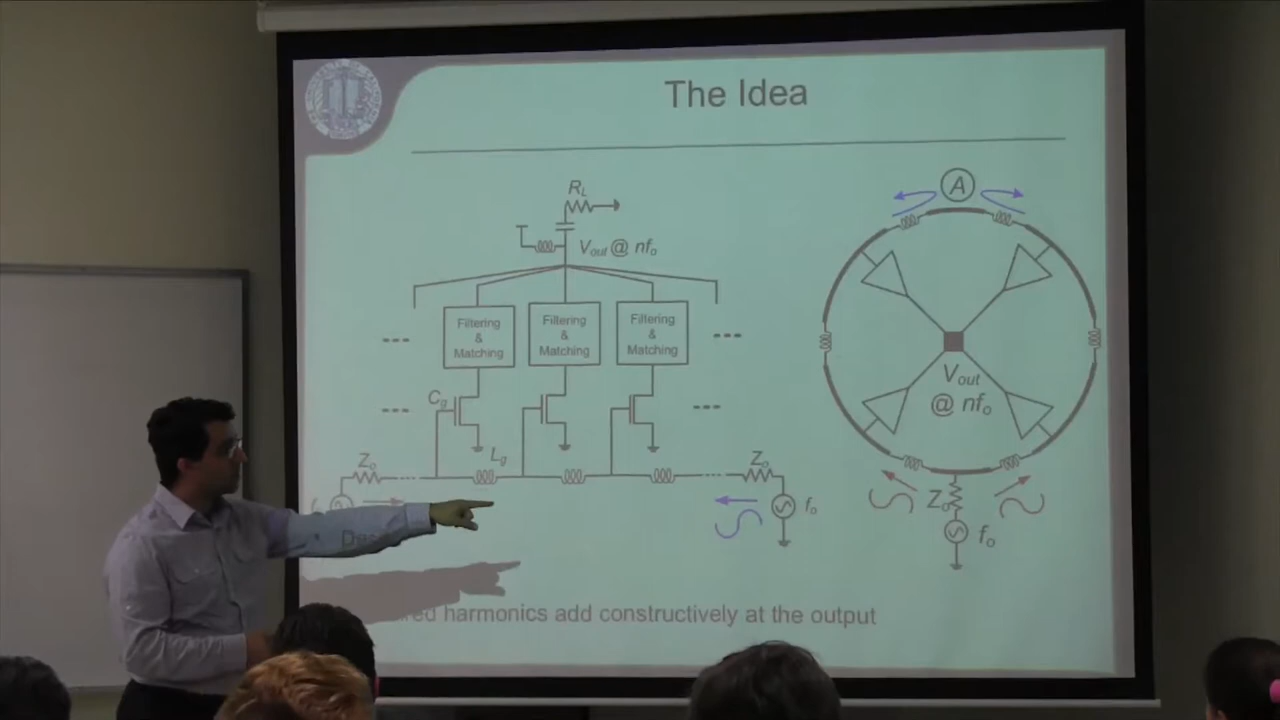 The Idea
R_L
V_out @ nf_o
Filtering & Matching
Filtering & Matching
Filtering & Matching
C_g
L_g
Z_o
Z_o
f_o
A
V_out
@ nf_o
Z_o
f_o
harmonics add constructively at the output